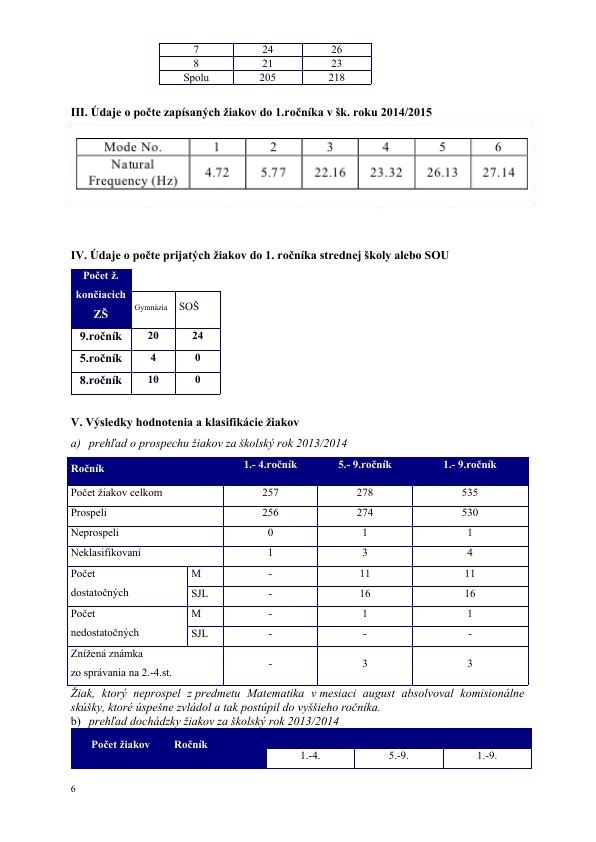 7 24 26
8 21 23
Spolu 205 218
III. Údaje o počte zapísaných žiakov do 1.ročníka v šk. roku 2014/2015
Mode No. 1 2 3 4 5 6
Natural
Frequency (Hz) 4.72 5.77 22.16 23.32 26.13 27.14
IV. Údaje o počte prijatých žiakov do 1. ročníka strednej školy alebo SOU
Počet ž.
končiacich
ZŠ Gymnázia SOŠ
9.ročník 20 24
5.ročník 4 0
8.ročník 10 0
V. Výsledky hodnotenia a klasifikácie žiakov
a) prehľad o prospechu žiakov za školský rok 2013/2014
Ročník 1.- 4.ročník 5.- 9.ročník 1.- 9.ročník
Počet žiakov celkom 257 278 535
Prospeli 256 274 530
Neprospeli 0 1 1
Neklasifikovaní 1 3 4
Počet M - 11 11
dostatočných SJL - 16 16
Počet M - 1 1
nedostatočných SJL - - -
Znížená známka
zo správania na 2.-4.st. - 3 3
Žiak, ktorý neprospel z predmetu Matematika v mesiaci august absolvoval komisionálne
skúšky, ktoré úspešne zvládol a tak postúpil do vyššieho ročníka.
b) prehľad dochádzky žiakov za školský rok 2013/2014
Počet žiakov Ročník
1.-4. 5.-9. 1.-9.
6